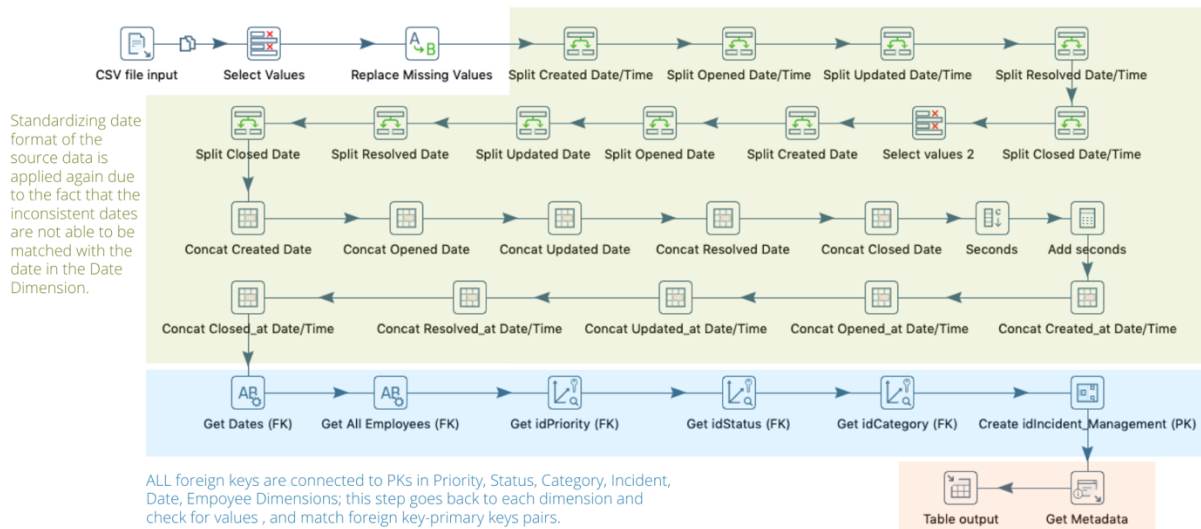 CSV file input
Select Values
Replace Missing Values
Split Created Date/Time
Split Opened Date/Time
Split Updated Date/Time
Split Resolved Date/Time
Standardizing date
format of the
source data is
applied again due
to the fact that the
inconsistent dates
are not able to be
matched with the
date in the Date
Dimension.
Split Closed Date
Split Resolved Date
Split Updated Date
Split Opened Date
Split Created Date
Select values 2
Split Closed Date/Time
Concat Created Date
Concat Opened Date
Concat Updated Date
Concat Resolved Date
Concat Closed Date
Seconds
Add seconds
Concat Closed_at Date/Time
Concat Resolved_at Date/Time
Concat Updated_at Date/Time
Concat Opened_at Date/Time
Concat Created_at Date/Time
Get Dates (FK)
Get All Employees (FK)
Get idPriority (FK)
Get idStatus (FK)
Get idCategory (FK)
Create idIncident_Management (PK)
ALL foreign keys are connected to PKs in Priority, Status, Category, Incident,
Date, Empoyee Dimensions; this step goes back to each dimension and
check for values , and match foreign key-primary keys pairs.
Table output
Get Metadata